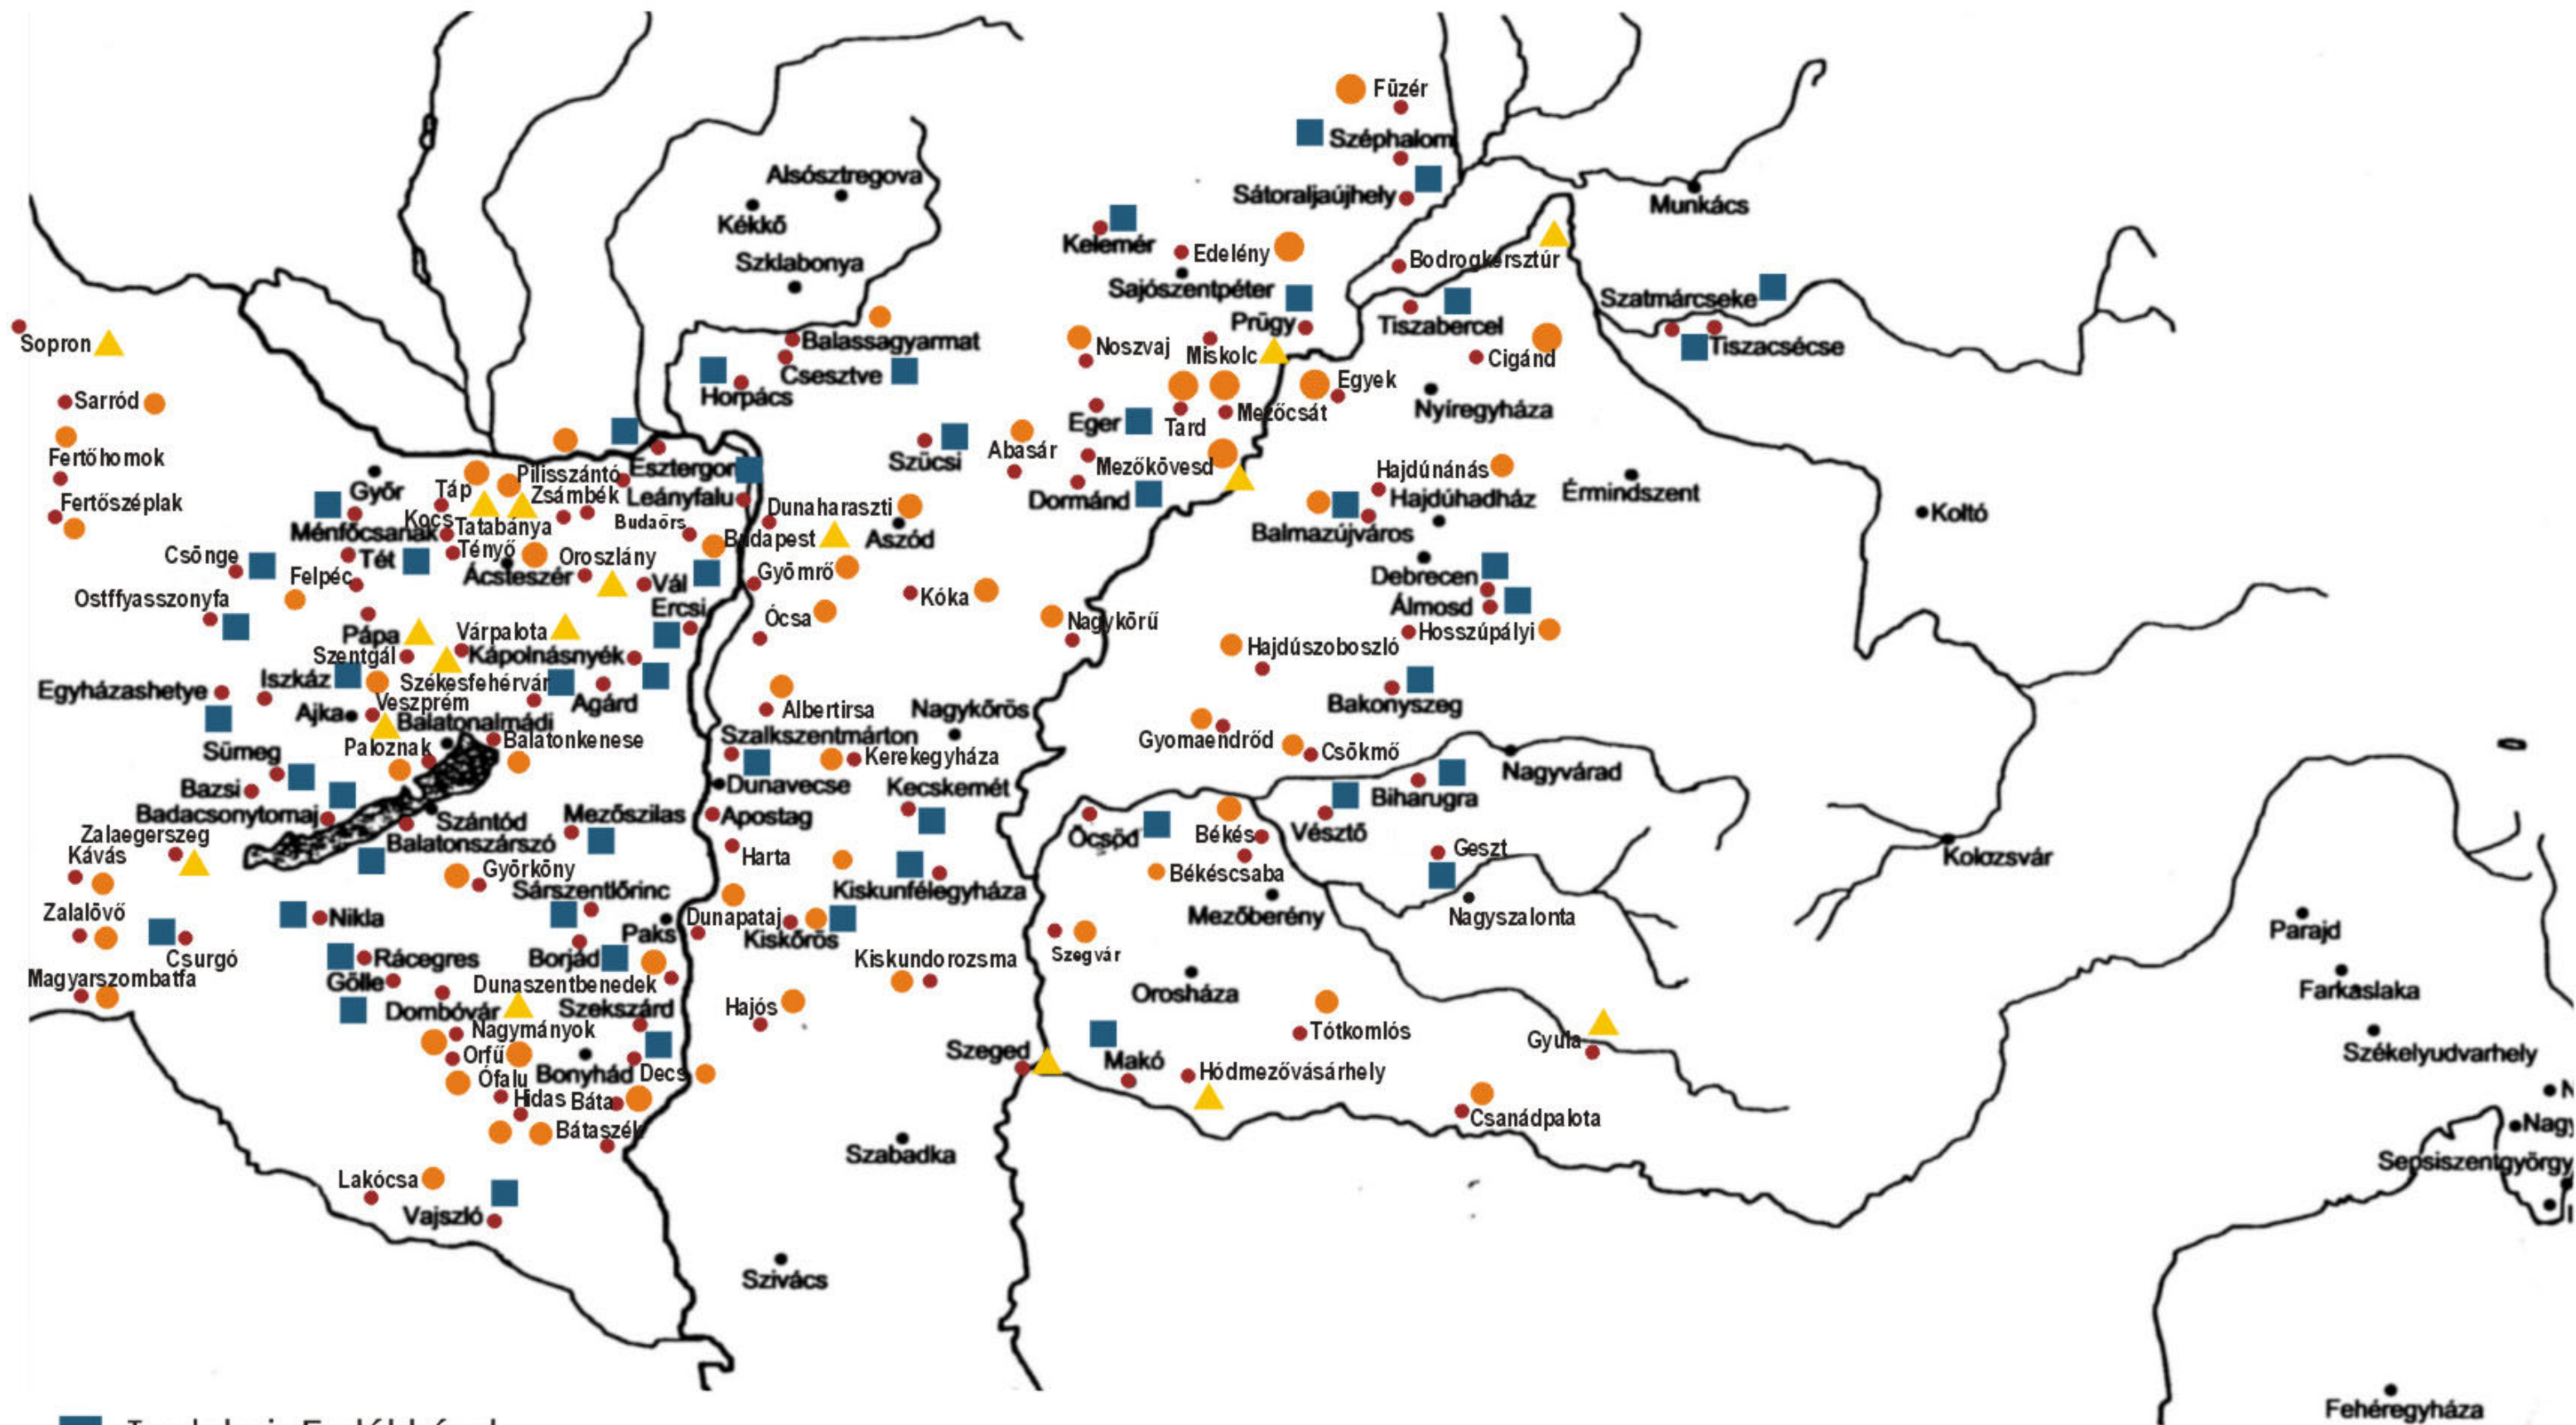 Füzér
Széphalom
Alsósztregova
Sátoraljaújhely
Munkács
Kékkő
Kelemér
Edelény
Szklabonya
Bodrogkersztúr
Sajószentpéter
Szatmárcseke
Prügy
Tiszabercel
Sopron
Balassagyarmat
Noszvaj
Miskolc
Cigánd
Tiszacsécse
Csesztve
Egyek
Horpács
Sarród
Mezőcsát
Nyíregyháza
Eger
Tard
Fertőhomok
Abasár
Szücsi
Esztergom
Mezőkövesd
Hajdúnánás
Pilisszántó
Győr
Táp
Zsámbék
Leányfalu
Dormánd
Hajdúhadház
Érmindszent
Fertőszéplak
Dunaharaszti
Koltó
Kocs
Tatabánya
Budaörs
Ménfőcsanak
Budapest
Aszód
Balmazújváros
Csönge
Tét
Tényő
Oroszlány
Felpéc
Ácsteszér
Vál
Gyömrő
Debrecen
Ostffyasszonyfa
Ercsi
Kóka
Álmosd
Ócsa
Nagykörű
Hosszúpályi
Pápa
Várpalota
Hajdúszoboszló
Szentgál
Kápolnásnyék
Egyházashetye
Iszkáz
Székesfehérvár
Agárd
Bakonyszeg
Ajka
Veszprém
Balatonalmádi
Albertirsa
Nagykőrös
Sümeg
Paloznak
Balatonkenese
Szalkszentmárton
Gyomaendrőd
Csökmő
Kerekegyháza
Nagyvárad
Bazsi
Dunavecse
Kecskemét
Biharugra
Badacsonytomaj
Szántód
Mezőszilas
Apostag
Zalaegerszeg
Balatonszárszó
Öcsöd
Békés
Vésztő
Kávás
Harta
Geszt
Kolozsvár
Györköny
Békéscsaba
Sárszentlőrinc
Kiskunfélegyháza
Zalalövő
Nikla
Dunapataj
Mezőberény
Nagyszalonta
Paks
Kiskőrös
Parajd
Csurgó
Rácegres
Borjád
Kiskundorozsma
Szegvár
Magyarszombatfa
Gölle
Dunaszentbenedek
Orosháza
Farkaslaka
Dombóvár
Szekszárd
Hajós
Nagymányok
Tótkomlós
Gyula
Orfű
Szeged
Makó
Székelyudvarhely
Ófalu
Bonyhád
Decs
Hódmezővásárhely
Hidas
Báta
Csanádpalota
Bátaszék
Szabadka
Sepsiszentgyörgy
Lakócsa
Vajszló
Szivács
Fehéregyháza